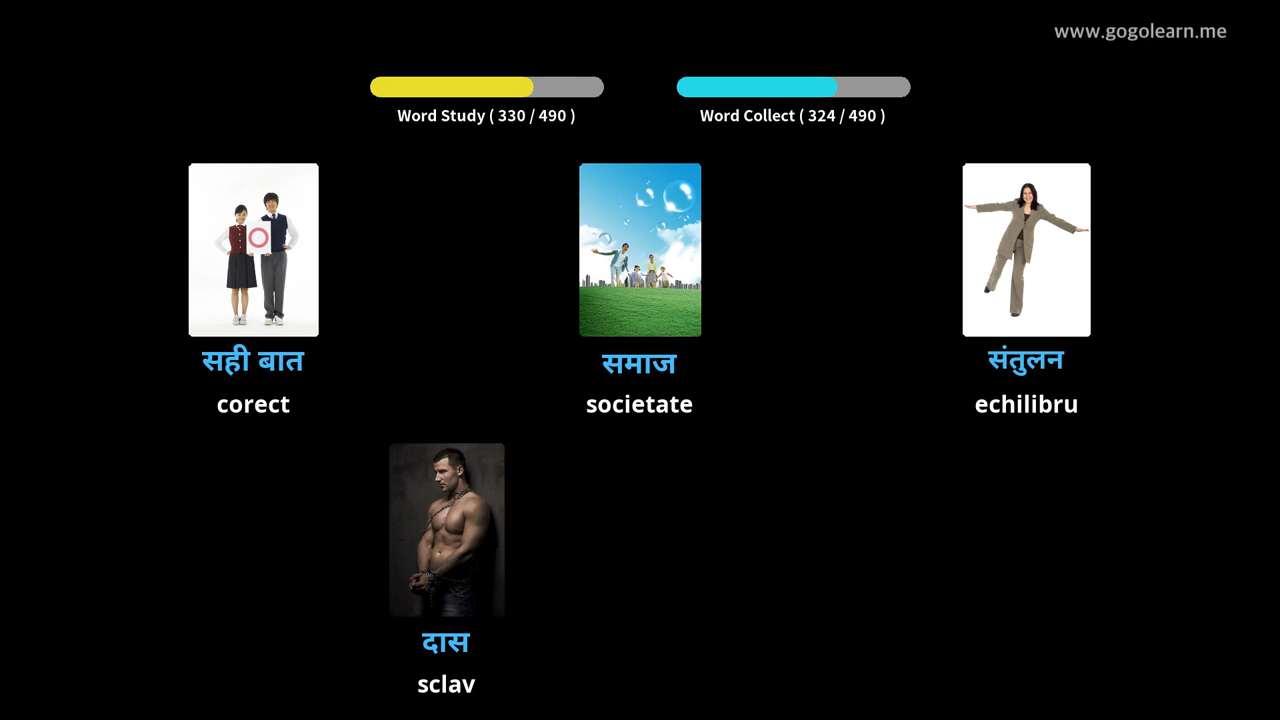 www.gogolearn.me
Word Study ( 330 / 490 )
Word Collect ( 324 / 490 )
सही बात
समाज
संतुलन
corect
societate
echilibru
दास
sclav